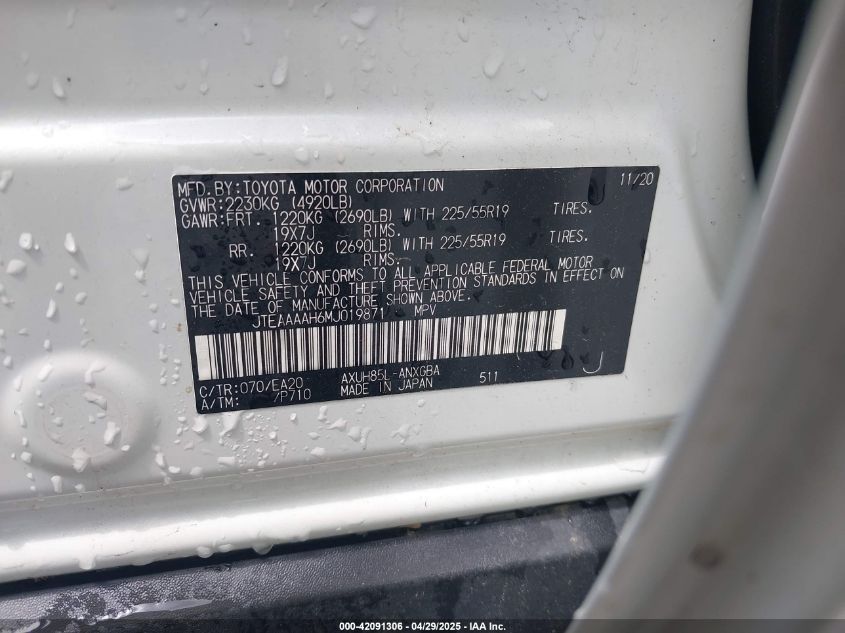 MFD.BY:TOYOTA MOTOR CORPORATION 11/20
GVWR:2230KG (4920LB)
GAWR:FRT. 1220KG (2690LB) WITH 225/55R19 TIRES.
19X7J RIMS.
RR. 1220KG (2690LB) WITH 225/55R19 TIRES.
19X7J RIMS.
THIS VEHICLE CONFORMS TO ALL APPLICABLE FEDERAL MOTOR
VEHICLE SAFETY AND THEFT PREVENTION STANDARDS IN EFFECT ON
THE DATE OF MANUFACTURE SHOWN ABOVE.
JTEAAAAH6MJ019871 MPV
C/TR:070/EA20 AXUH85L-ANXGBA J
A/TM: /P710 MADE IN JAPAN 511
000-42091306 / 04/29/2025 / IAA Inc.